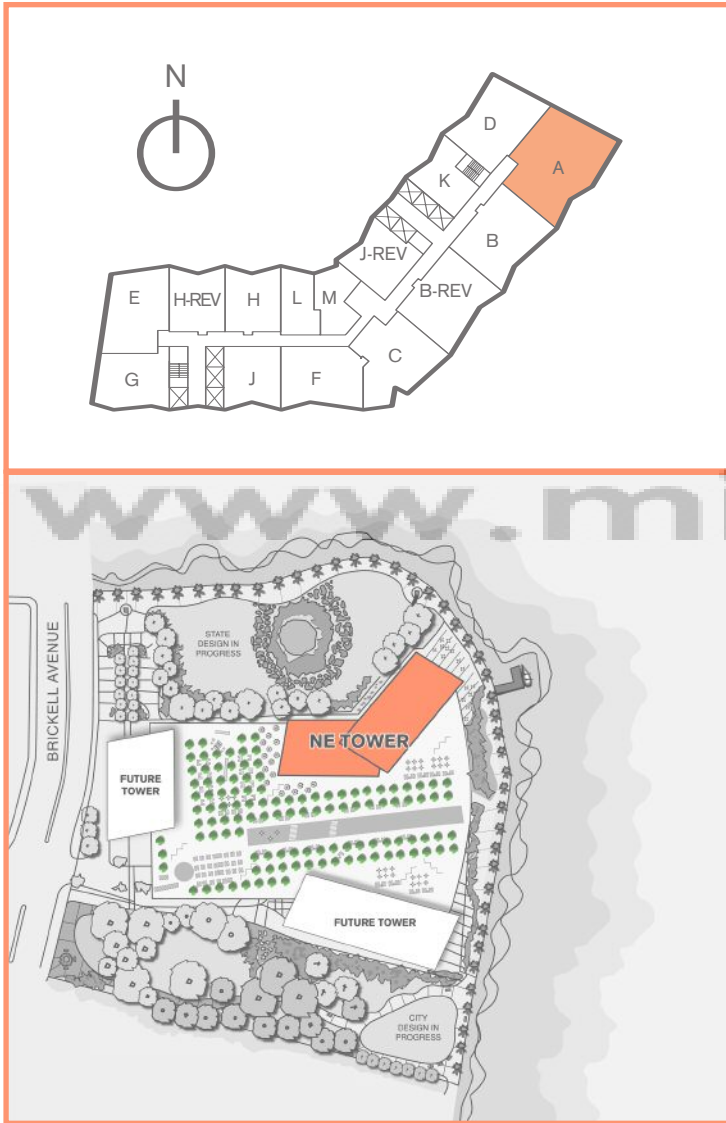 N
D
A
K
B
J-REV
B-REV
E
H-REV
H
L
M
C
G
J
F
www.m
BRICKELL AVENUE
STATE
DESIGN IN
PROGRESS
NE TOWER
FUTURE
TOWER
FUTURE TOWER
CITY
DESIGN IN
PROGRESS